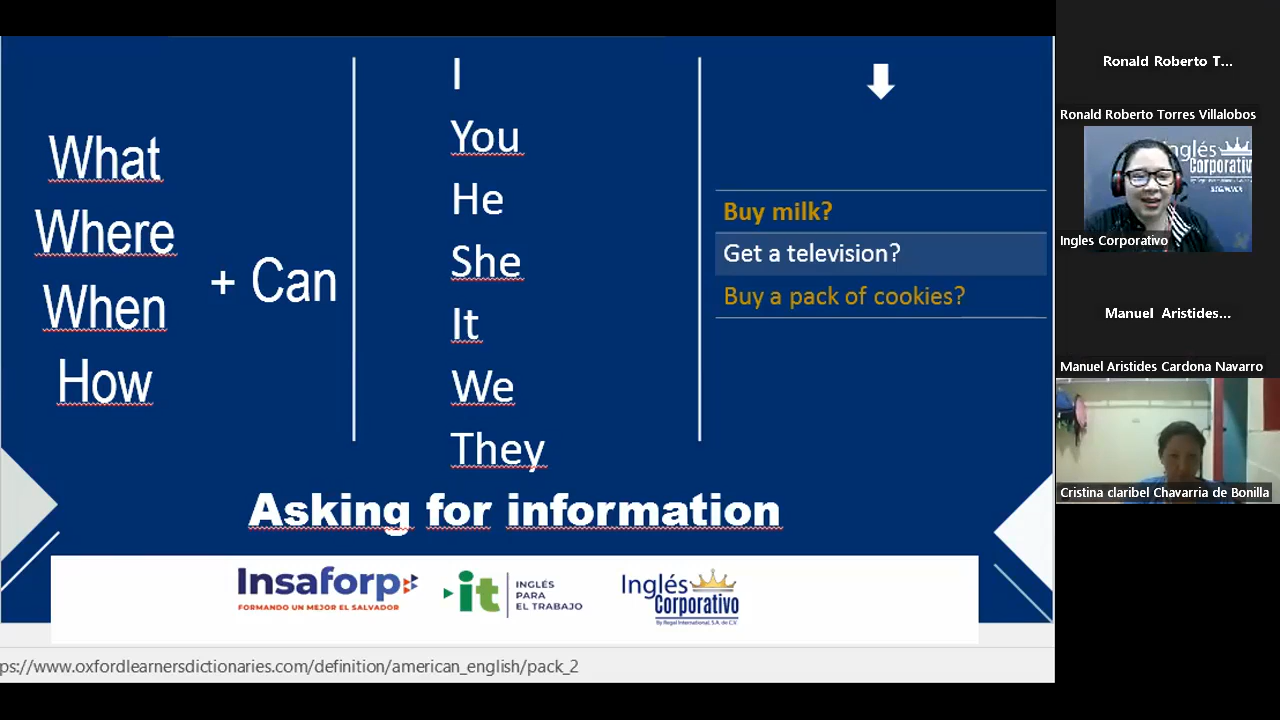 What
Where
When
How
+ Can
I
You
He
She
It
We
They
Buy milk?
Get a television?
Buy a pack of cookies?
Asking for information
Insaforp
FORMANDO UN MEJOR EL SALVADOR
it
INGLÉS
PARA
EL TRABAJO
Inglés
Corporativo
By Regal International, S.A. de C.V.
ps://www.oxfordlearnersdictionaries.com/definition/american_english/pack_2
Ronald Roberto T...
Ronald Roberto Torres Villalobos
Inglés
Corporativo
Ingles Corporativo
Manuel Aristides...
Manuel Aristides Cardona Navarro
Cristina claribel Chavarria de Bonilla